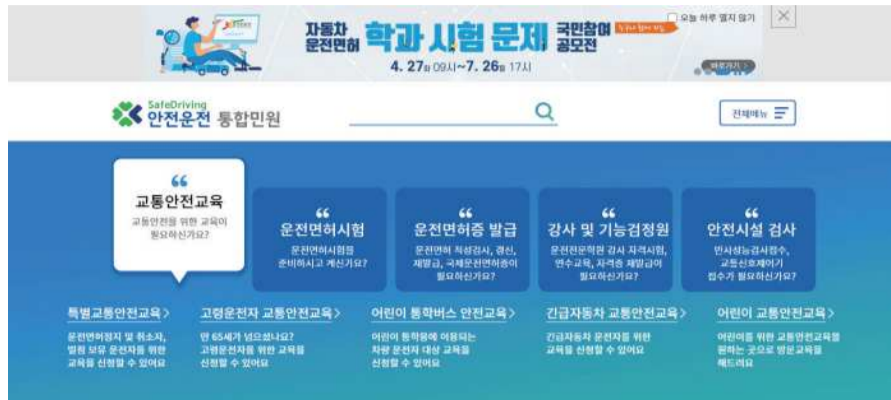 자동차
운전면허 학과 시험 문제 국민참여
공모전
4. 27 09시~7. 26 17시
오늘 하루 열지 않기
바로가기 >
SafeDriving
안전운전 통합민원
전체메뉴
교통안전교육
교통안전을 위한 교육이
필요하신가요?
운전면허시험
운전면허시험을
준비하시고 계신가요?
운전면허증 발급
운전면허 적성검사, 갱신,
재발급, 국제운전면허증이
필요하신가요?
강사 및 기능검정원
운전전문학원 강사 자격시험,
연수교육, 자격증 재발급이
필요하신가요?
안전시설 검사
반사성능검사접수,
교통신호제어기
접수가 필요하신가요?
특별교통안전교육 >
운전면허정지 및 취소자,
벌점 보유 운전자를 위한
교육을 신청할 수 있어요
고령운전자 교통안전교육 >
만 65세가 넘으셨나요?
고령운전자를 위한 교육을
신청할 수 있어요
어린이 통학버스 안전교육 >
어린이 통학용에 이용되는
차량 운전자 대상 교육을
신청할 수 있어요
긴급자동차 교통안전교육 >
긴급자동차 운전자를 위한
교육을 신청할 수 있어요
어린이 교통안전교육 >
어린이를 위한 교통안전교육을
원하는 곳으로 방문교육을
해드려요